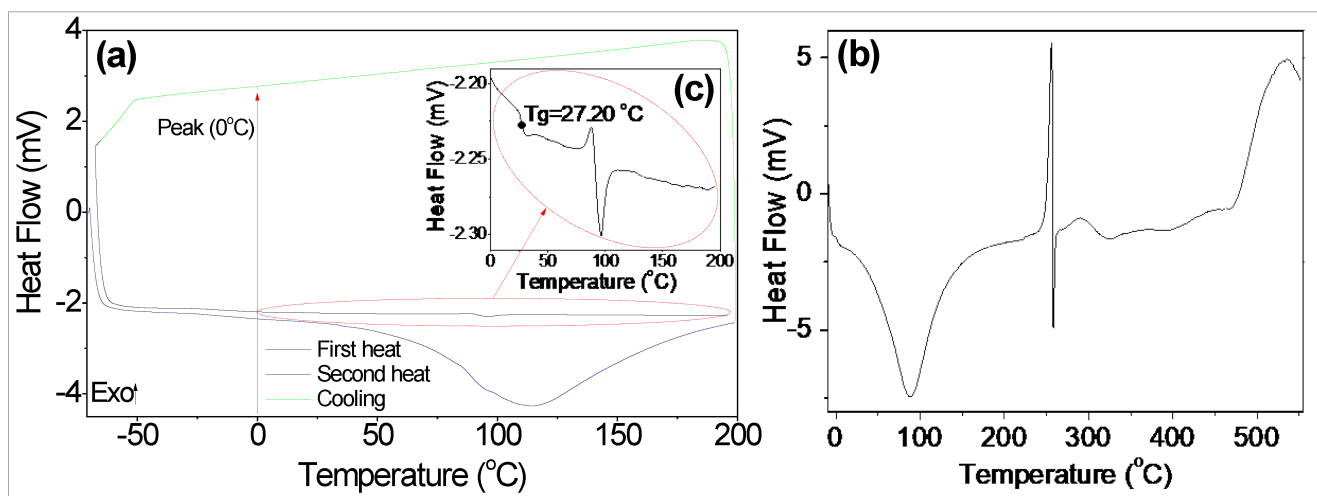 (a)
Heat Flow (mV)
4
2
0
-2
-4
Peak (0°C)
First heat
Second heat
Cooling
Exo
-50
0
50
100
150
200
Temperature (°C)
(c)
Tg=27.20 °C
Heat Flow (mV)
-2.20
-2.25
-2.30
0
50
100
150
200
Temperature (°C)
(b)
Heat Flow (mV)
5
0
-5
0
100
200
300
400
500
Temperature (°C)